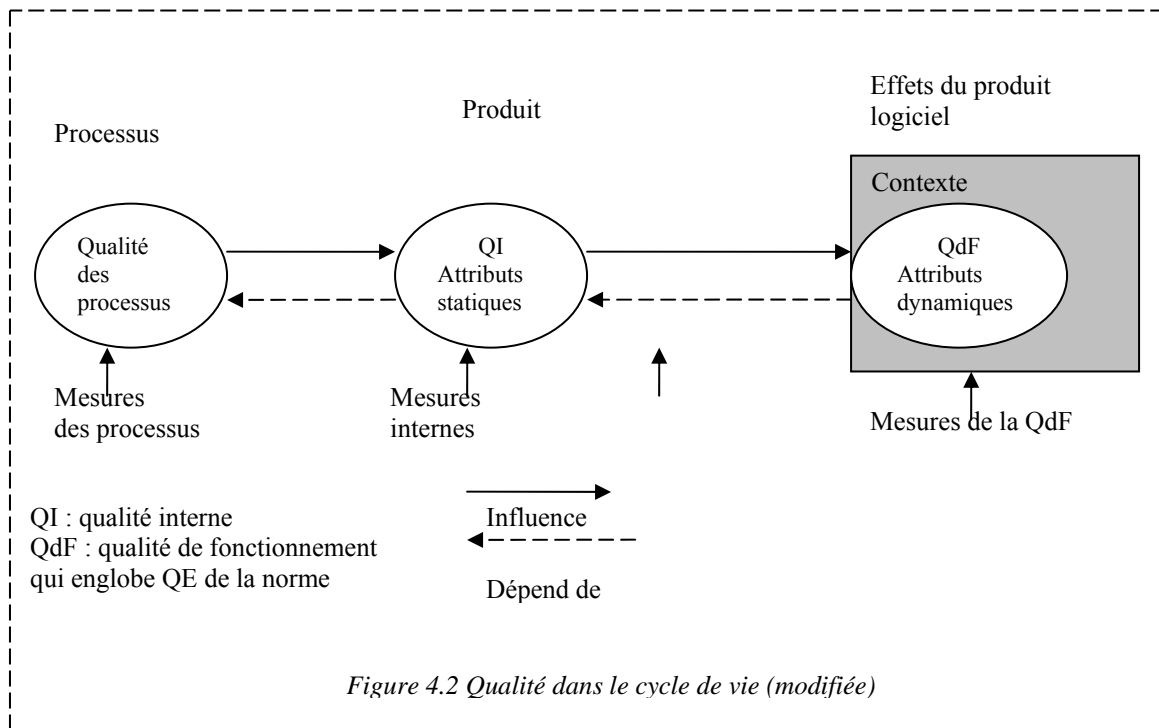 Processus
Produit
Effets du produit
logiciel
Contexte
Qualité
des
processus
QI
Attributs
statiques
QdF
Attributs
dynamiques
Mesures
des processus
Mesures
internes
Mesures de la QdF
QI : qualité interne
QdF : qualité de fonctionnement
qui englobe QE de la norme
Influence
Dépend de
Figure 4.2 Qualité dans le cycle de vie (modifiée)